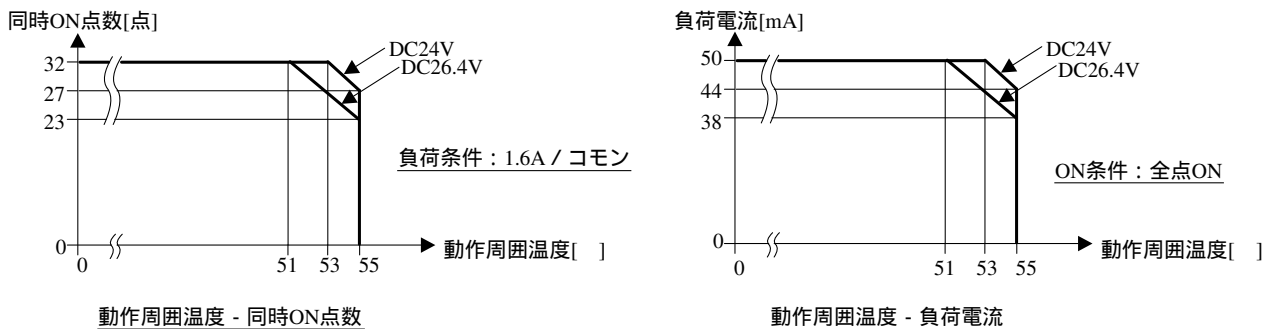 同時ON点数[点]
32
27
23
0
0
51
53
55
DC24V
DC26.4V
負荷条件：1.6A / コモン
動作周囲温度[　]
動作周囲温度 - 同時ON点数
負荷電流[mA]
50
44
38
0
0
51
53
55
DC24V
DC26.4V
ON条件：全点ON
動作周囲温度[　]
動作周囲温度 - 負荷電流